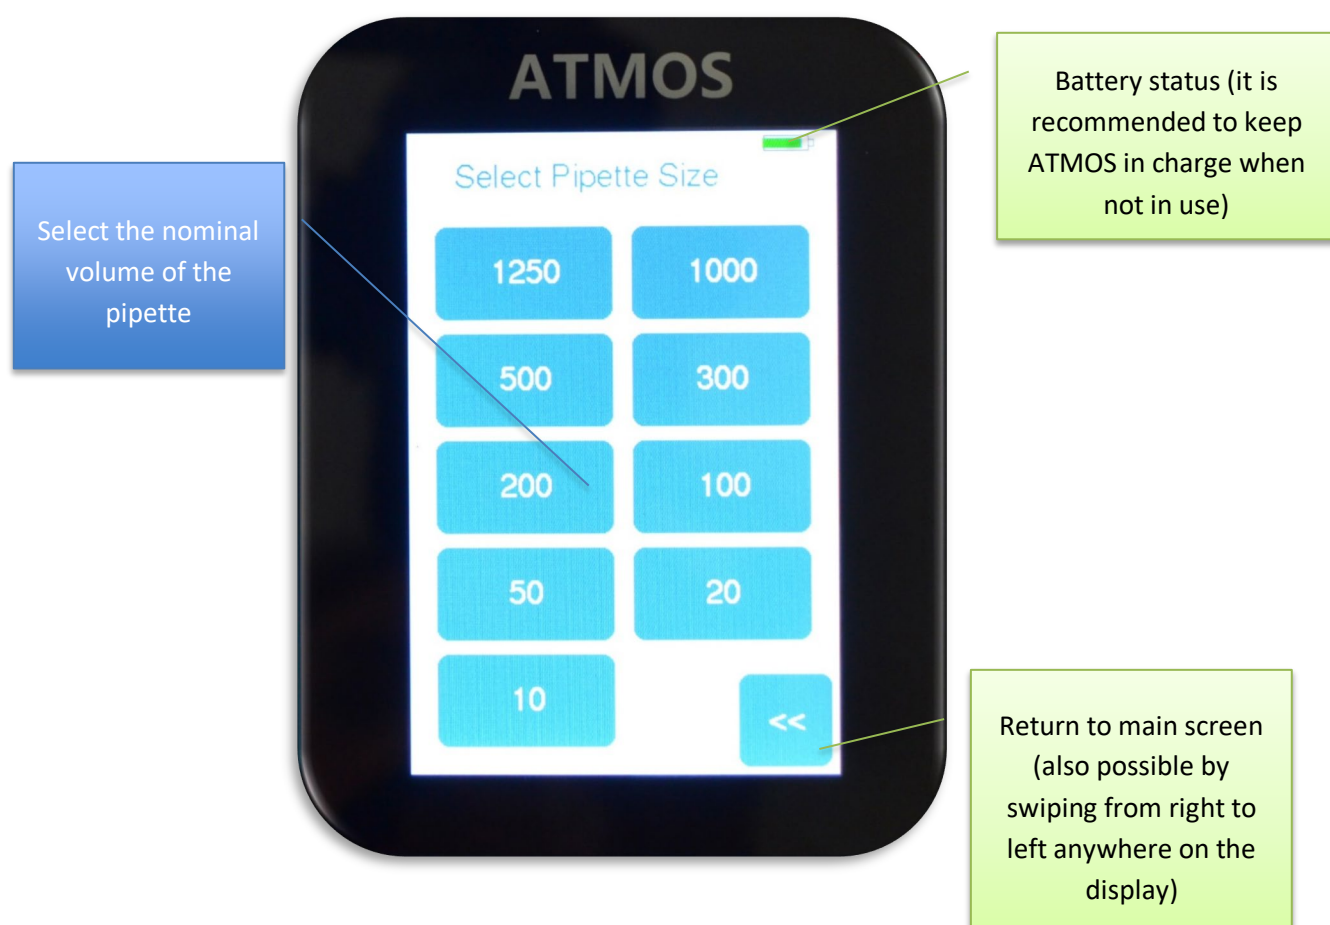 ATMOS
Select Pipette Size
1250
1000
500
300
200
100
50
20
10
<<
Select the nominal
volume of the
pipette
Battery status (it is
recommended to keep
ATMOS in charge when
not in use)
Return to main screen
(also possible by
swiping from right to
left anywhere on the
display)